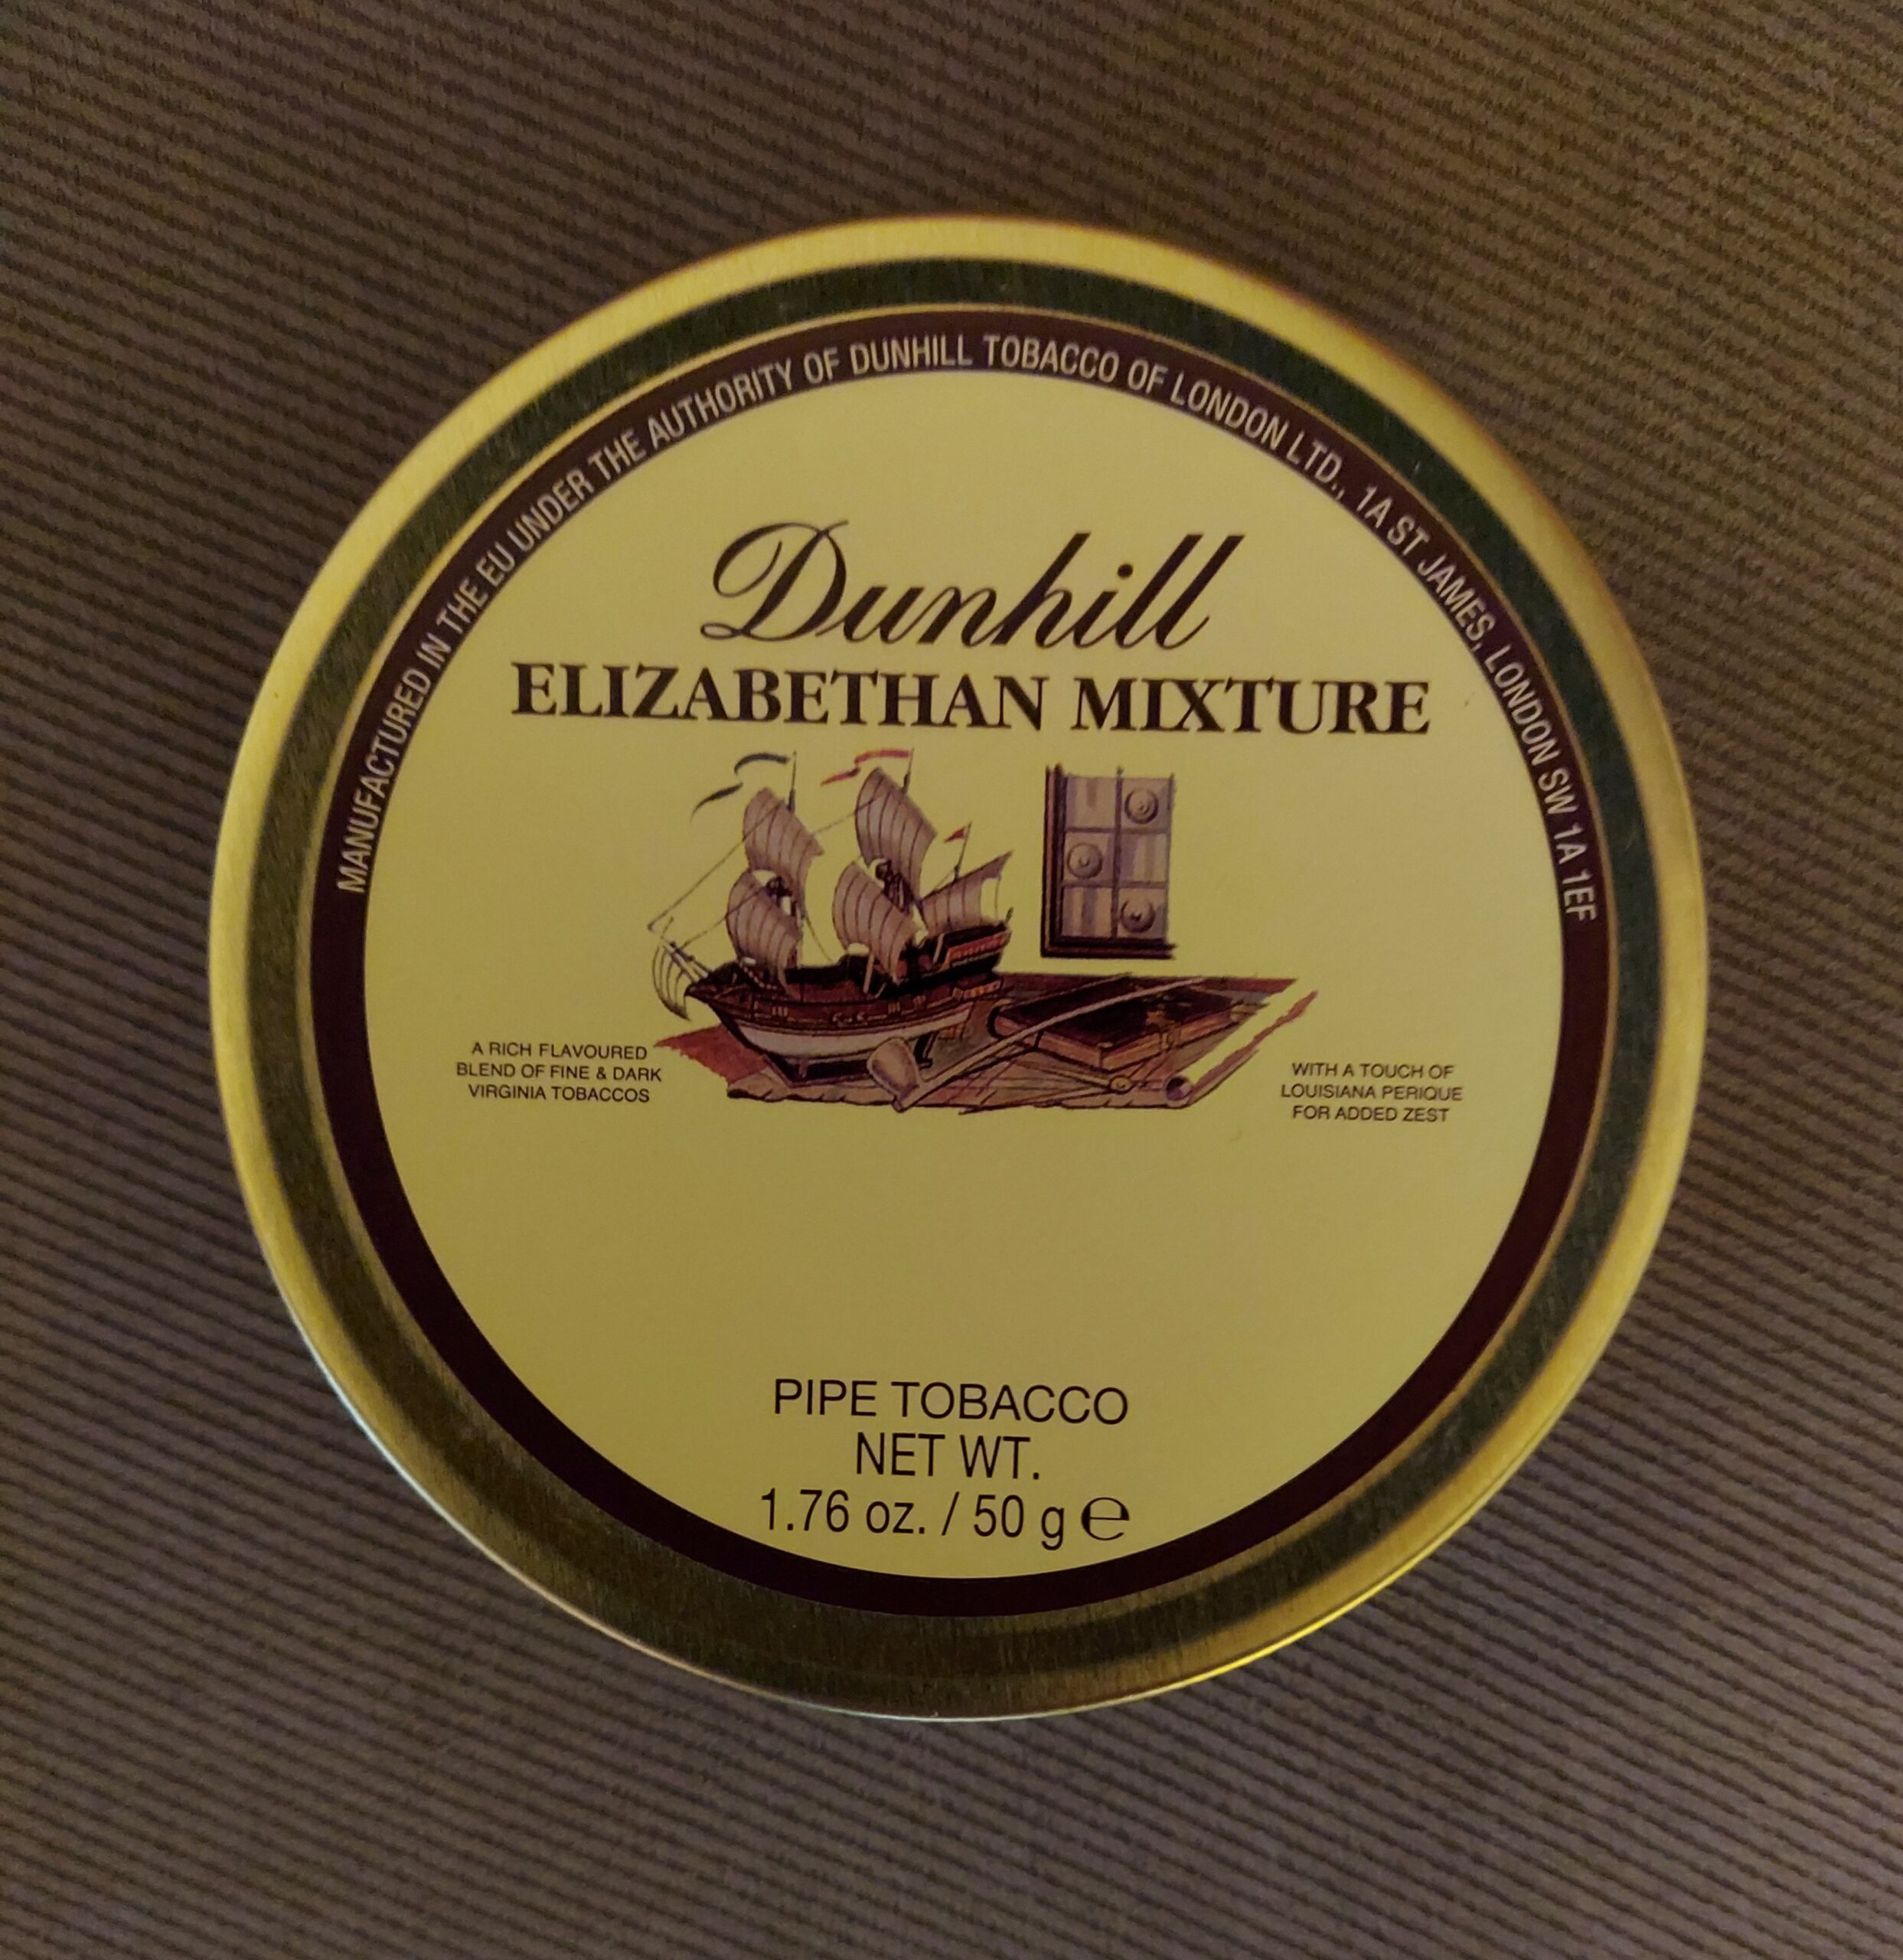 MANUFACTURED IN THE EU UNDER THE AUTHORITY OF DUNHILL TOBACCO OF LONDON LTD., 1A ST JAMES, LONDON SW 1A 1EF
Dunhill
ELIZABETHAN MIXTURE
A RICH FLAVOURED
BLEND OF FINE & DARK
VIRGINIA TOBACCOS
WITH A TOUCH OF
LOUISIANA PERIQUE
FOR ADDED ZEST
PIPE TOBACCO
NET WT.
1.76 oz. / 50 g ℮